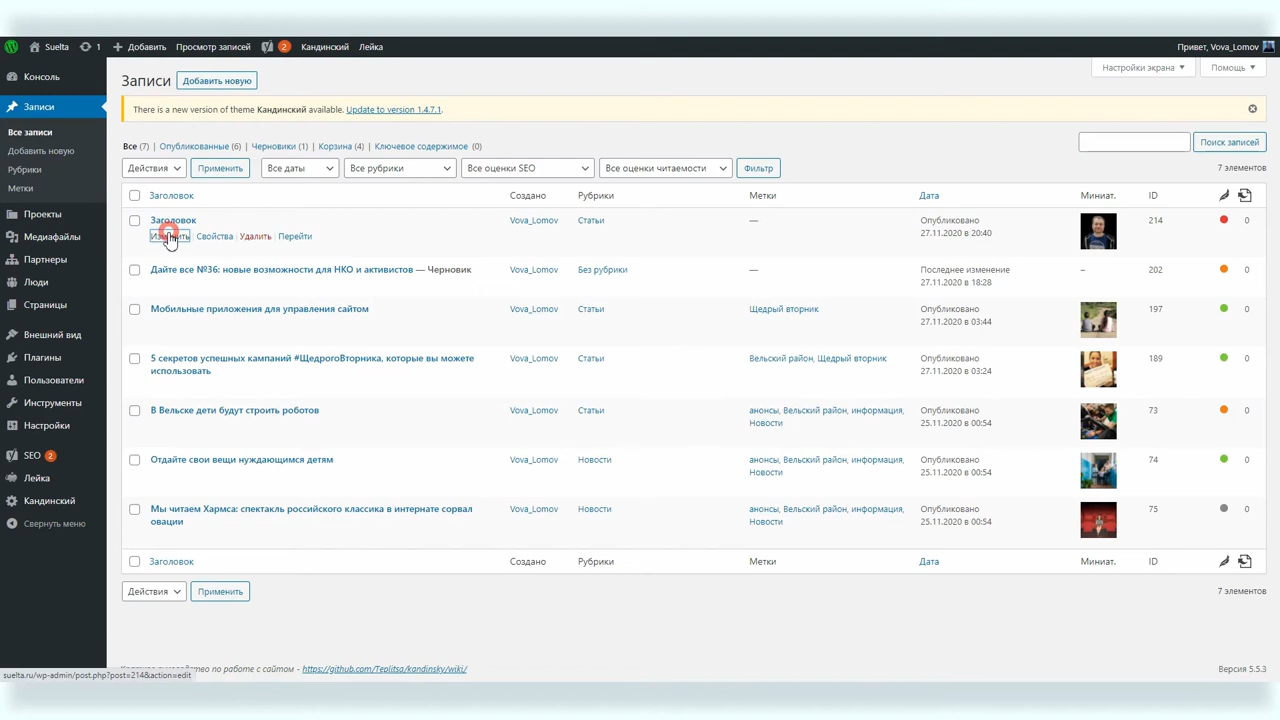 Suelta 1 Добавить Просмотр записей 2 Кандинский Лейка Привет, Vova_Lomov
Консоль
Записи
Все записи
Добавить новую
Рубрики
Метки
Проекты
Медиафайлы
Партнеры
Люди
Страницы
Внешний вид
Плагины
Пользователи
Инструменты
Настройки
SEO 2
Лейка
Кандинский
Свернуть меню
Настройки экрана Помощь
Записи Добавить новую
There is a new version of theme Кандинский available. Update to version 1.4.7.1.
Все (7) | Опубликованные (6) | Черновики (1) | Корзина (4) | Ключевое содержимое (0)
Поиск записей
Действия Применить Все даты Все рубрики Все оценки SEO Все оценки читаемости Фильтр 7 элементов
Заголовок Создано Рубрики Метки Дата Миниат. ID
Заголовок Vova_Lomov Статьи — Опубликовано 214 0
27.11.2020 в 20:40
Изменить | Свойства | Удалить | Перейти
Дайте все №36: новые возможности для НКО и активистов — Черновик Vova_Lomov Без рубрики — Последнее изменение – 202 0
27.11.2020 в 18:28
Мобильные приложения для управления сайтом Vova_Lomov Статьи Щедрый вторник Опубликовано 197 0
27.11.2020 в 03:44
5 секретов успешных кампаний #ЩедрогоВторника, которые вы можете Vova_Lomov Статьи Вельский район, Щедрый вторник Опубликовано 189 0
использовать 27.11.2020 в 03:24
В Вельске дети будут строить роботов Vova_Lomov Статьи анонсы, Вельский район, информация, Опубликовано 73 0
Новости 25.11.2020 в 00:54
Отдайте свои вещи нуждающимся детям Vova_Lomov Новости анонсы, Вельский район, информация, Опубликовано 74 0
Новости 25.11.2020 в 00:54
Мы читаем Хармса: спектакль российского классика в интернате сорвал Vova_Lomov Новости анонсы, Вельский район, информация, Опубликовано 75 0
овации Новости 25.11.2020 в 00:54
Заголовок Создано Рубрики Метки Дата Миниат. ID
Действия Применить 7 элементов
по работе с сайтом - https://github.com/Teplitsa/kandinsky/wiki/ Версия 5.5.3
suelta.ru/wp-admin/post.php?post=214&action=edit